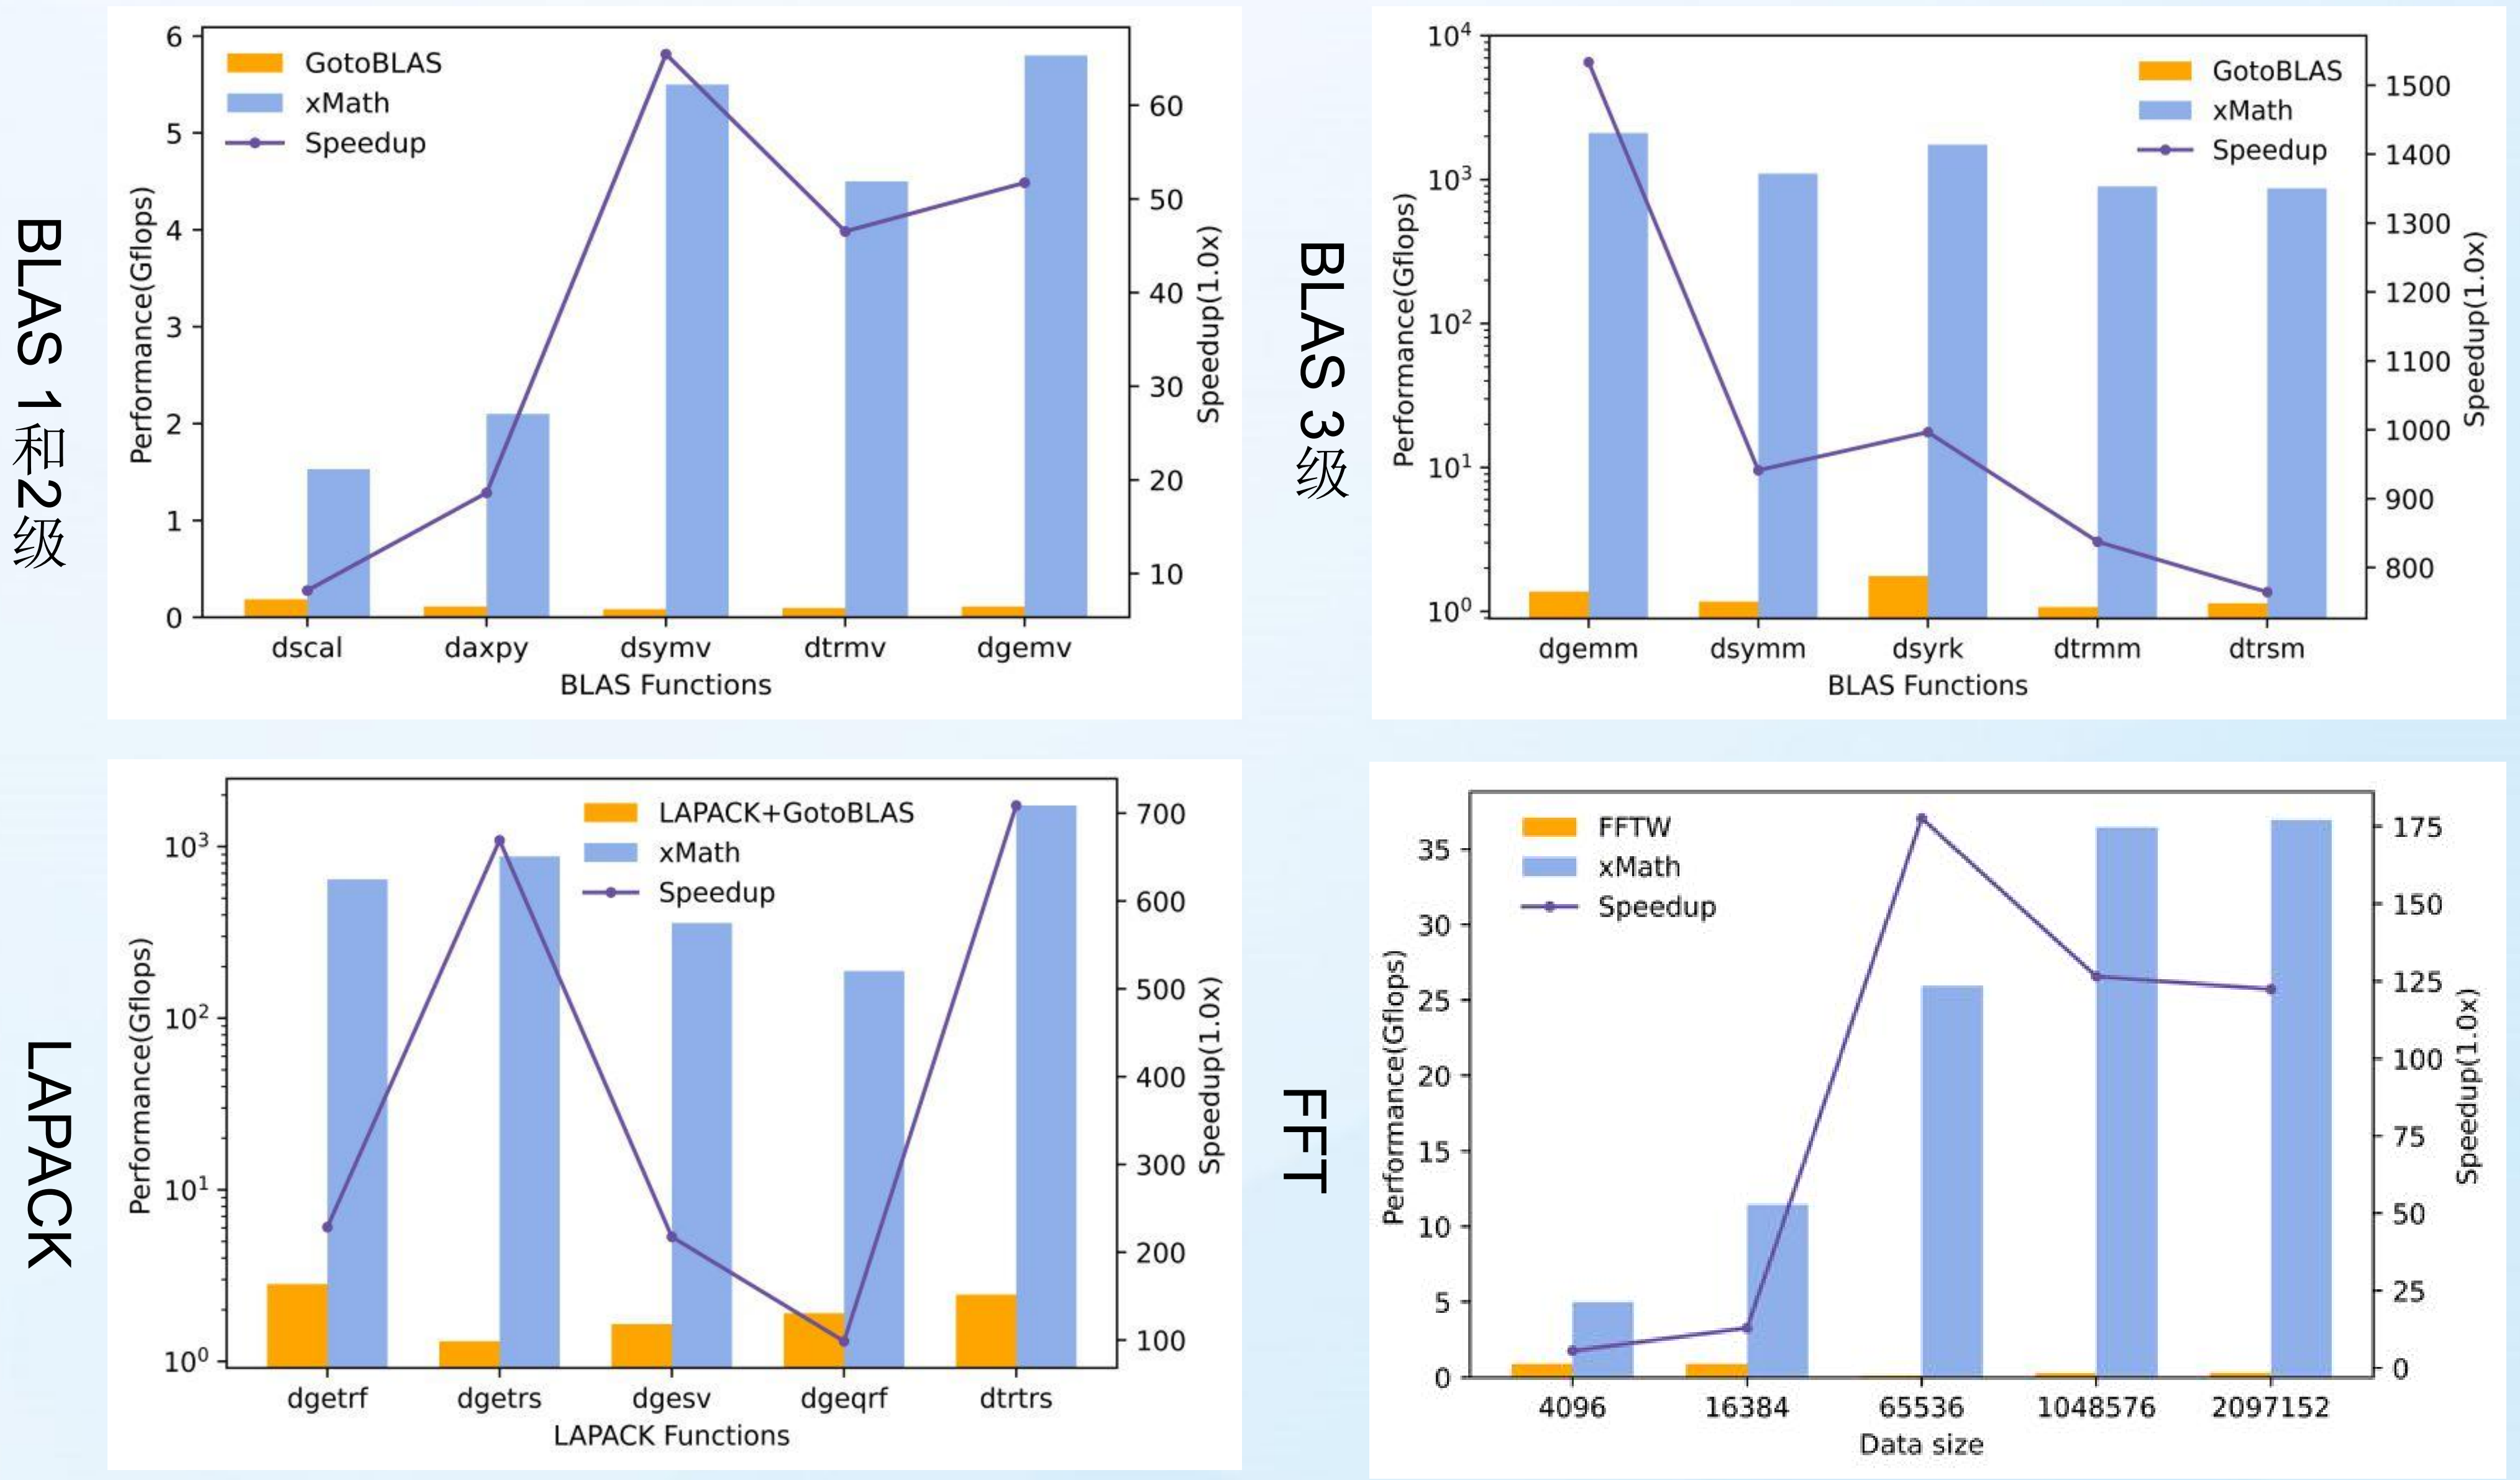 BLAS 1和2级
GotoBLAS
xMath
Speedup
Performance(Gflops)
6
5
4
3
2
1
0
60
50
40
30
20
10
Speedup(1.0x)
dscal daxpy dsymv dtrmv dgemv
BLAS Functions
BLAS 3级
GotoBLAS
xMath
Speedup
Performance(Gflops)
10⁴
10³
10²
10¹
10⁰
1500
1400
1300
1200
1100
1000
900
800
Speedup(1.0x)
dgemm dsymm dsyrk dtrmm dtrsm
BLAS Functions
LAPACK
LAPACK+GotoBLAS
xMath
Speedup
Performance(Gflops)
10³
10²
10¹
10⁰
700
600
500
400
300
200
100
Speedup(1.0x)
dgetrf dgetrs dgesv dgeqrf dtrtrs
LAPACK Functions
FFT
FFTW
xMath
Speedup
Performance(Gflops)
35
30
25
20
15
10
5
0
175
150
125
100
75
50
25
0
Speedup(1.0x)
4096 16384 65536 1048576 2097152
Data size